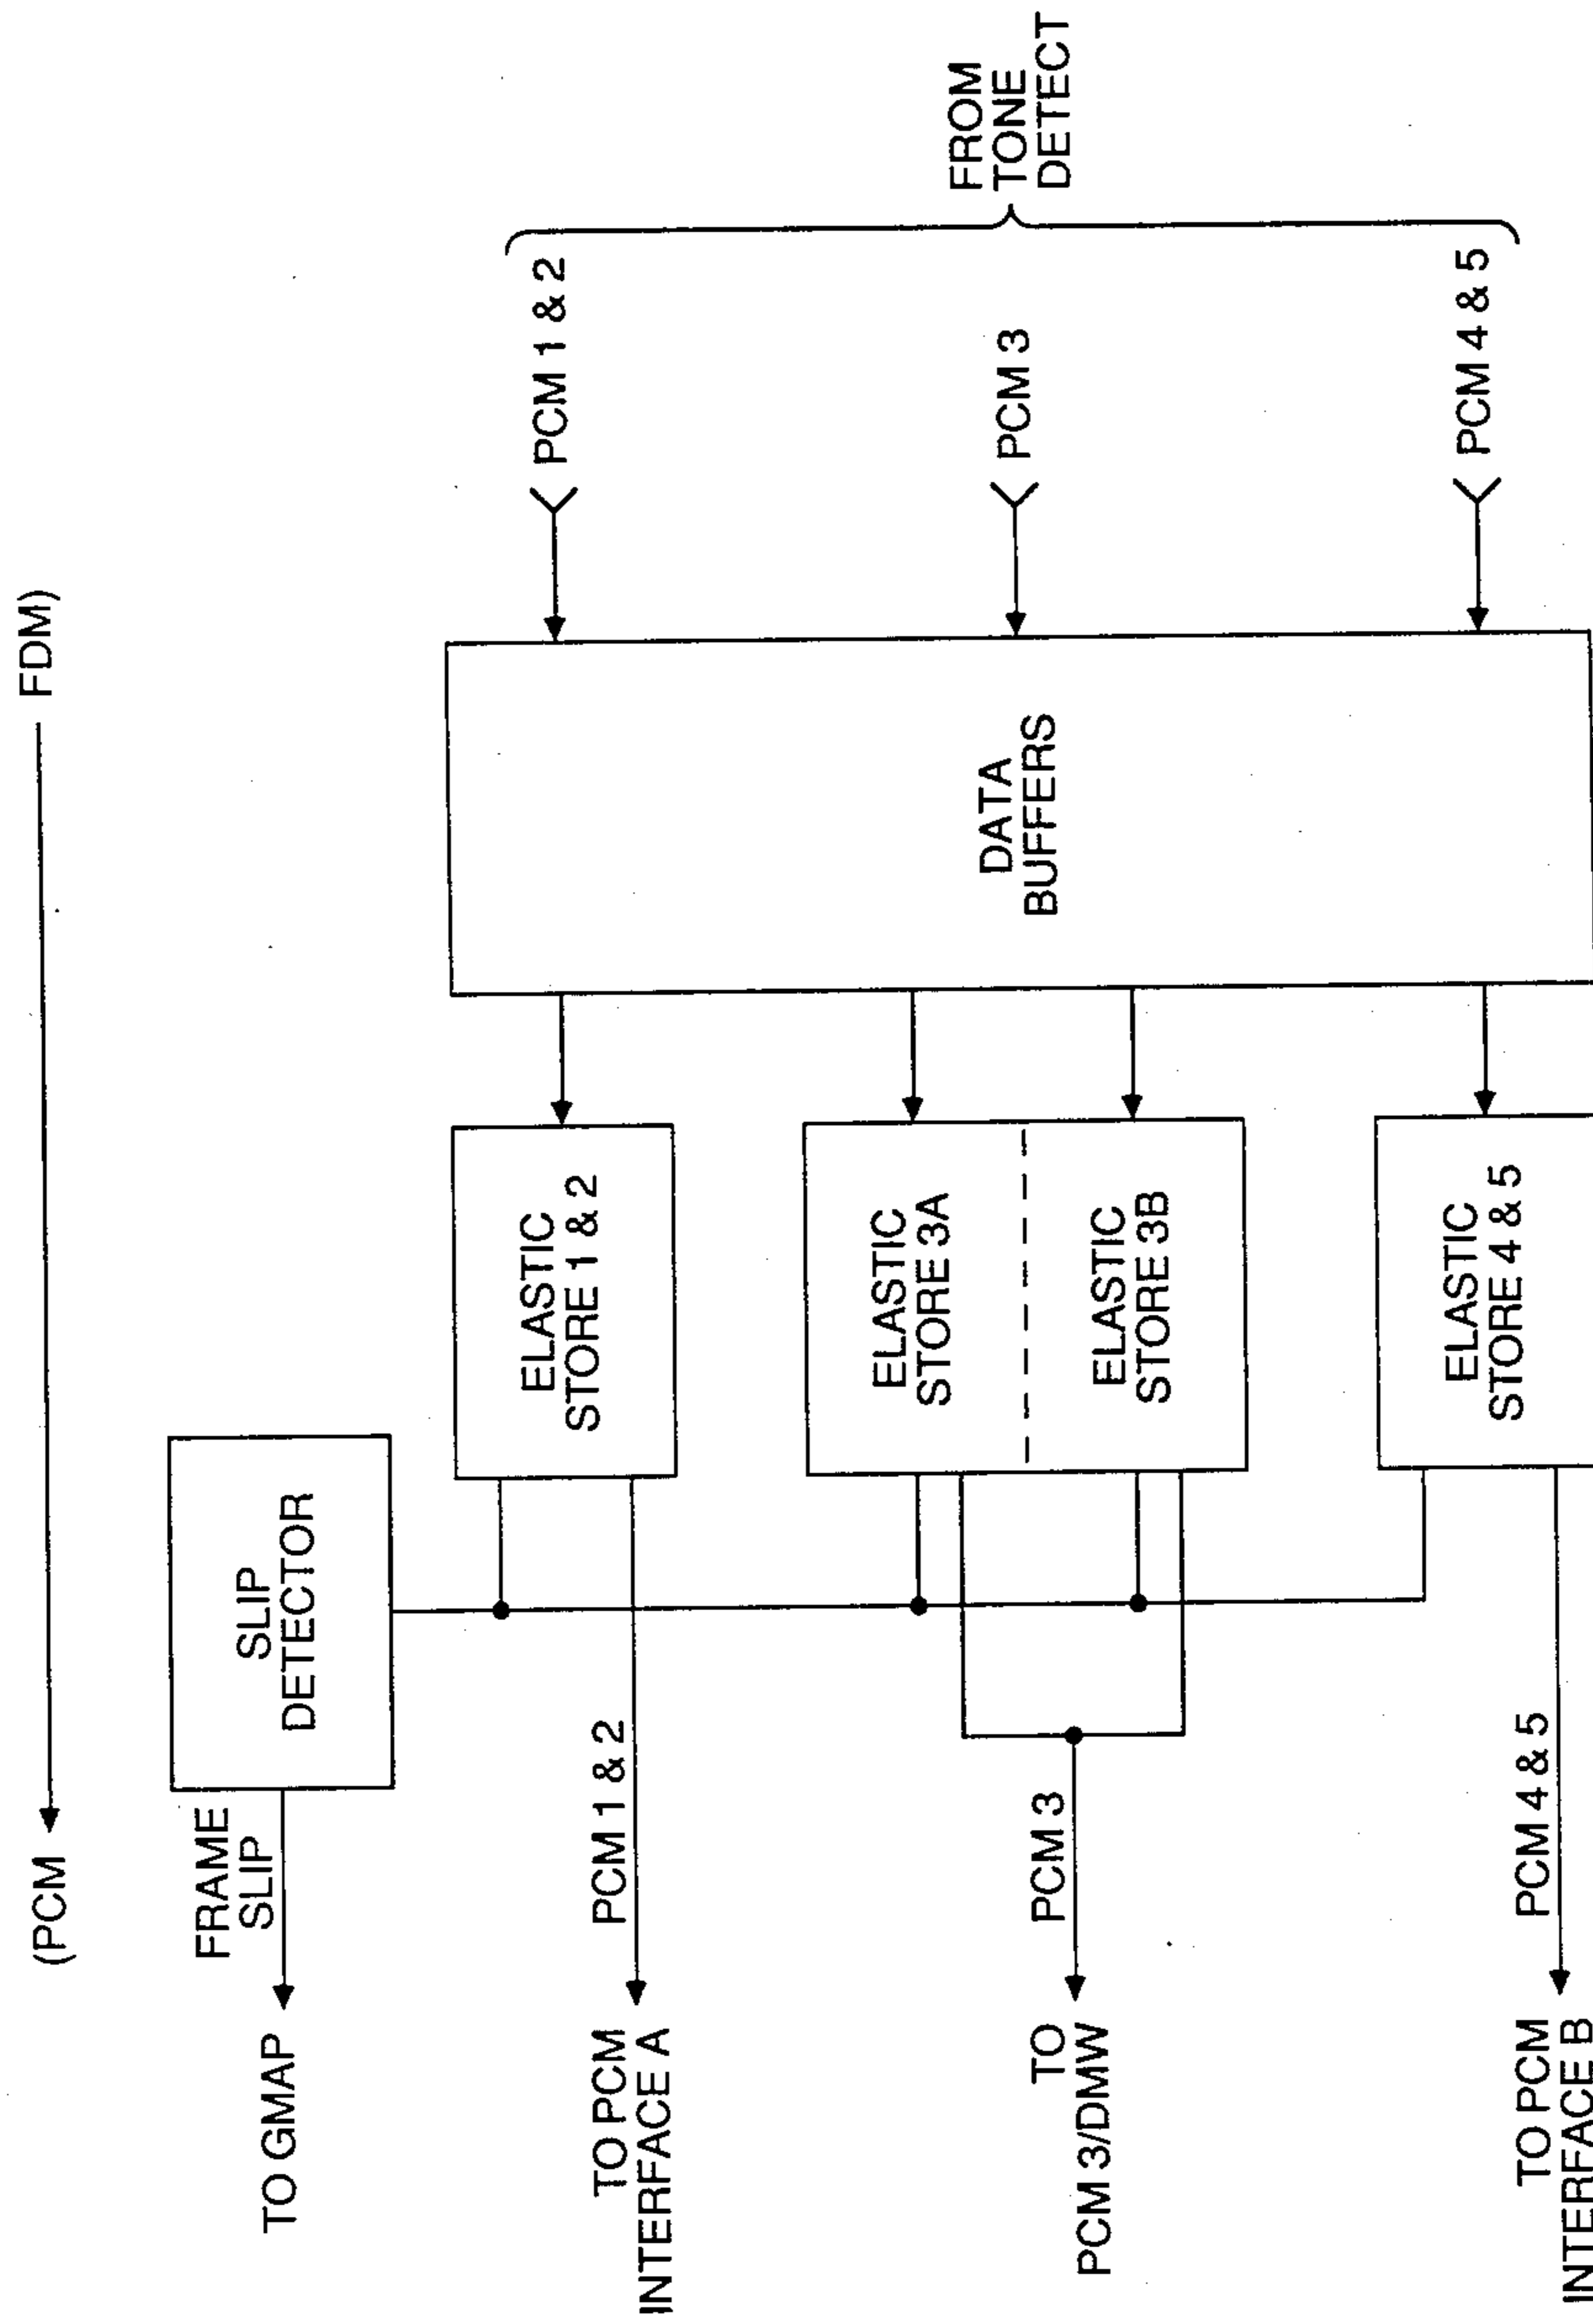 (PCM
FDM)
SLIP
DETECTOR
FRAME
SLIP
TO GMAP
ELASTIC
STORE 1 & 2
PCM 1 & 2
TO PCM
INTERFACE A
ELASTIC
STORE 3A
ELASTIC
STORE 3B
PCM 3
TO
PCM 3/DMW
ELASTIC
STORE 4 & 5
PCM 4 & 5
TO PCM
INTERFACE B
DATA
BUFFERS
PCM 1 & 2
PCM 3
PCM 4 & 5
FROM
TONE
DETECT